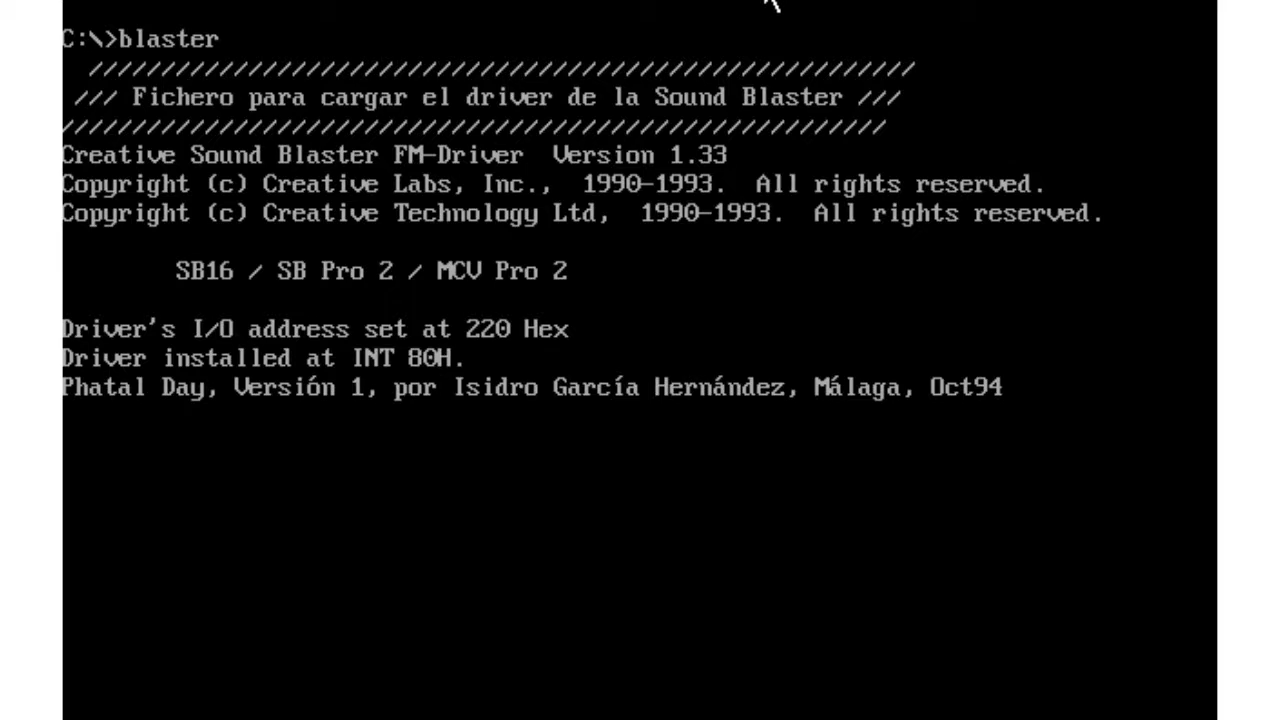 C:\>blaster
/////////////////////////////////////////////////////////
/// Fichero para cargar el driver de la Sound Blaster ///
/////////////////////////////////////////////////////////
Creative Sound Blaster FM-Driver  Version 1.33
Copyright (c) Creative Labs, Inc.,  1990-1993.  All rights reserved.
Copyright (c) Creative Technology Ltd,  1990-1993.  All rights reserved.
SB16 / SB Pro 2 / MCV Pro 2
Driver's I/O address set at 220 Hex
Driver installed at INT 80H.
Phatal Day, Versión 1, por Isidro García Hernández, Málaga, Oct94